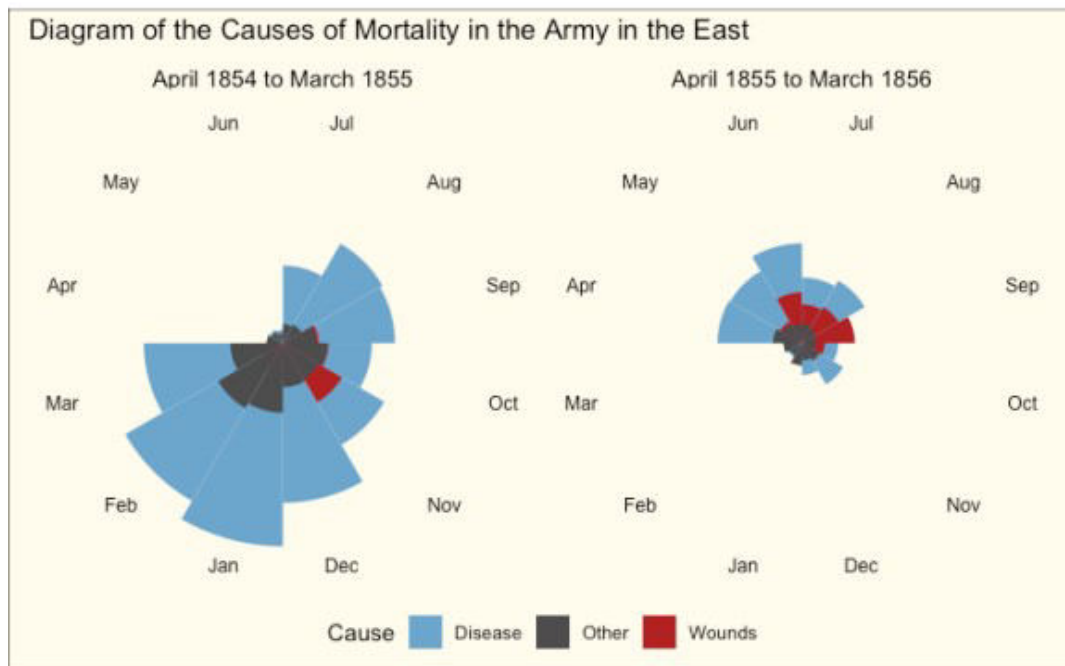 Diagram of the Causes of Mortality in the Army in the East
April 1854 to March 1855
April 1855 to March 1856
Jun
Jul
May
Aug
Apr
Sep
Mar
Oct
Feb
Nov
Jan
Dec
Jun
Jul
May
Aug
Apr
Sep
Mar
Oct
Feb
Nov
Jan
Dec
Cause
Disease
Other
Wounds